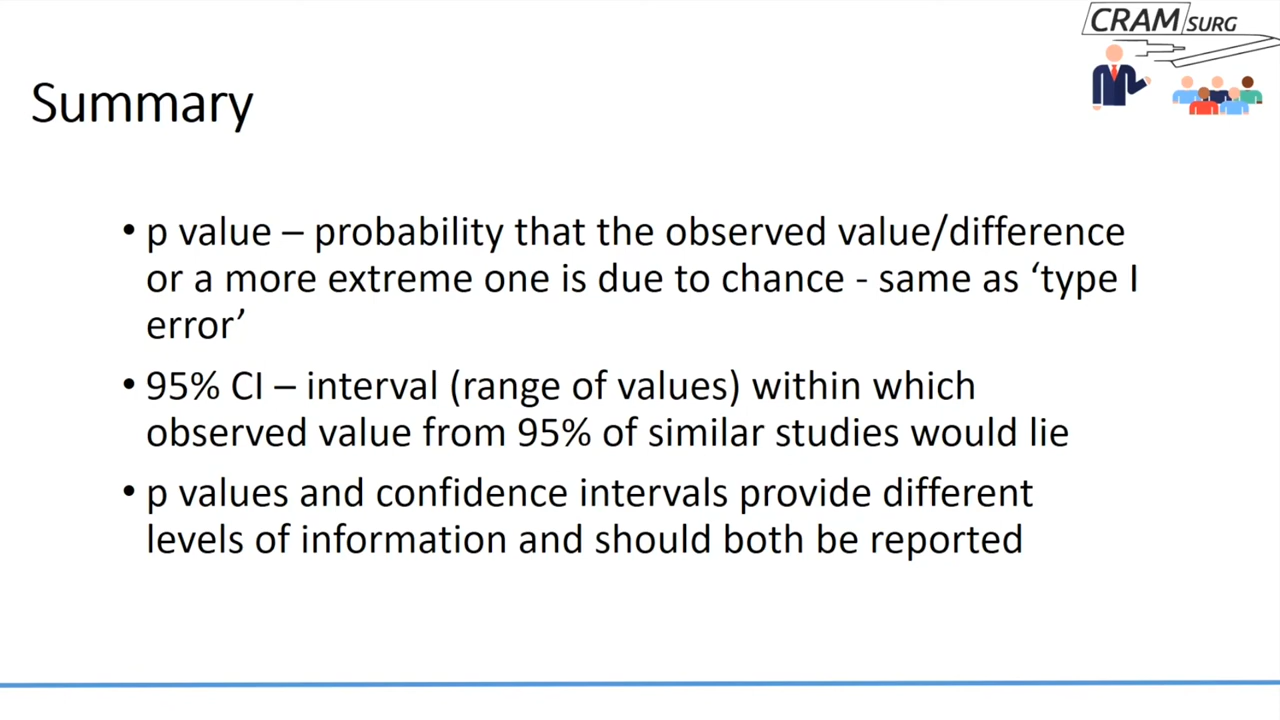 CRAM SURG
Summary
• p value – probability that the observed value/difference
or a more extreme one is due to chance - same as ‘type I
error’
• 95% CI – interval (range of values) within which
observed value from 95% of similar studies would lie
• p values and confidence intervals provide different
levels of information and should both be reported